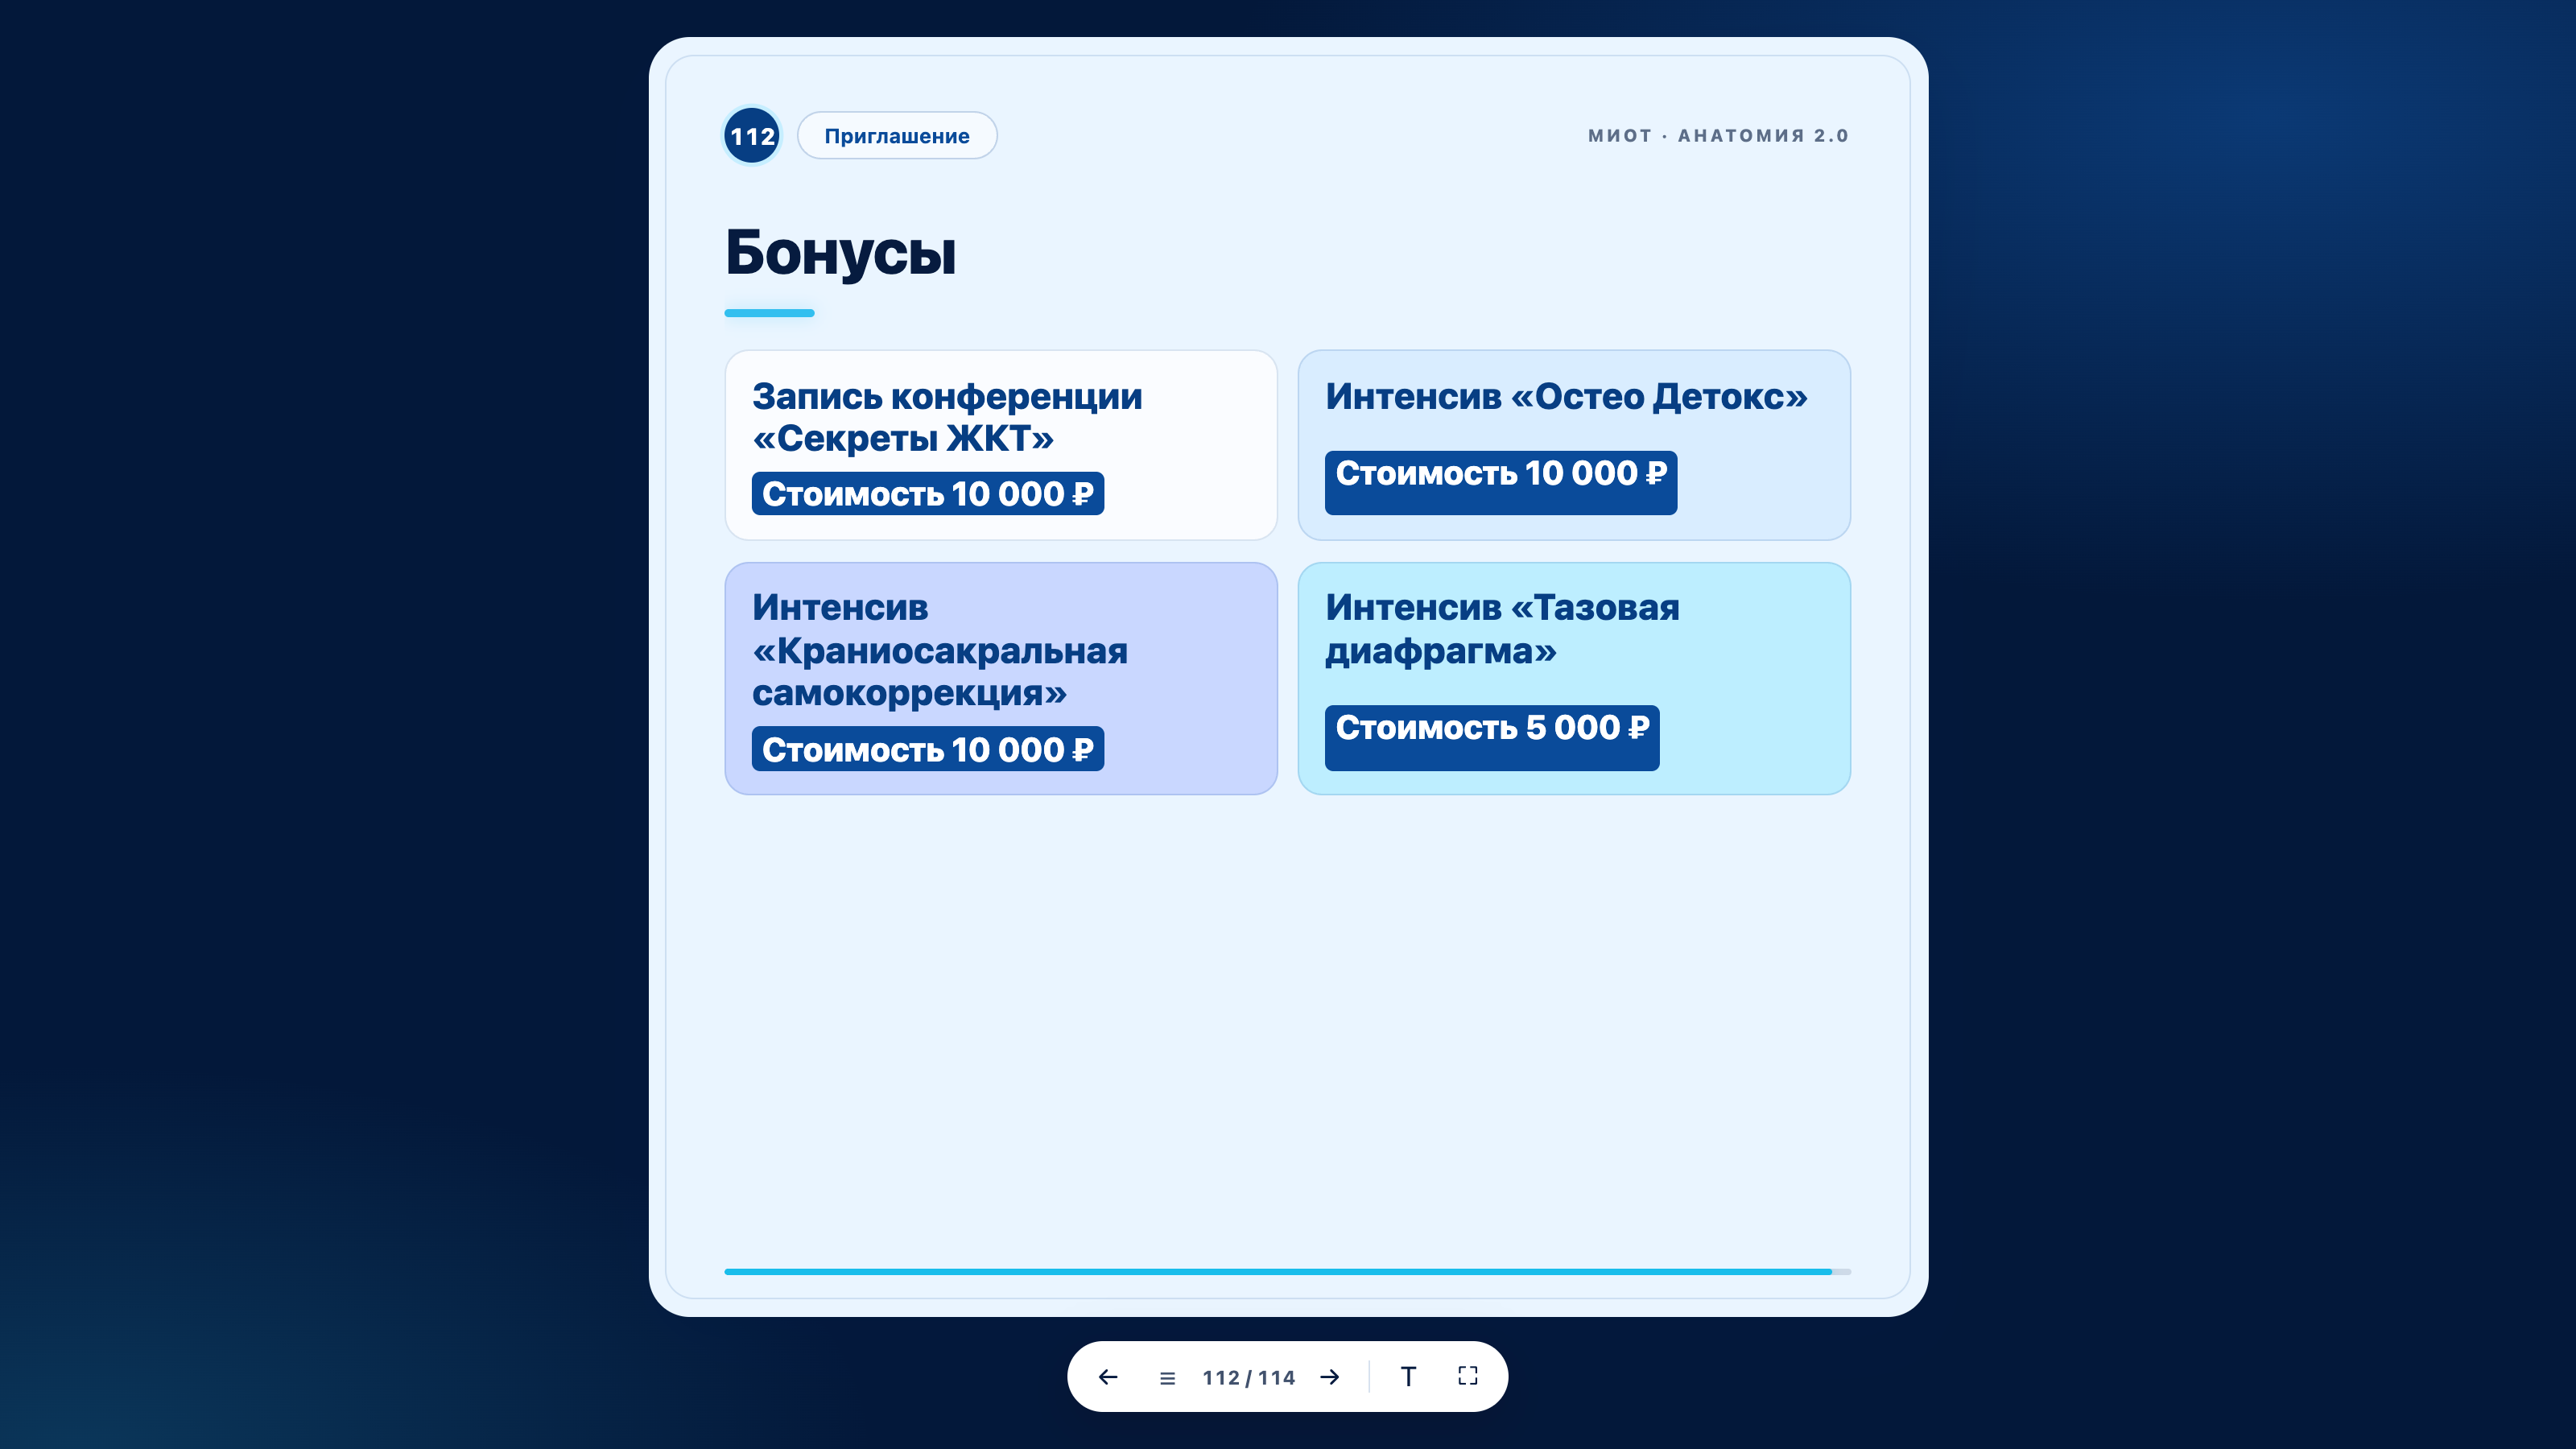 112
Приглашение
МИОТ · АНАТОМИЯ 2.0
Бонусы
Запись конференции
«Секреты ЖКТ»
Стоимость 10 000 ₽
Интенсив «Остео Детокс»
Стоимость 10 000 ₽
Интенсив
«Краниосакральная
самокоррекция»
Стоимость 10 000 ₽
Интенсив «Тазовая
диафрагма»
Стоимость 5 000 ₽
112 / 114
T